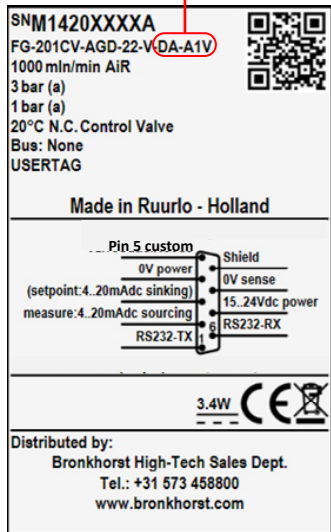 SNM1420XXXXA
FG-201CV-AGD-22-V-DA-A1V
1000 mln/min AiR
3 bar (a)
1 bar (a)
20°C N.C. Control Valve
Bus: None
USERTAG
Made in Ruurlo - Holland
Pin 5 custom
Shield
0V power
0V sense
(setpoint:4..20mAdc sinking)
15..24Vdc power
measure:4..20mAdc sourcing
6 RS232-RX
RS232-TX 1
3.4W CE
Distributed by:
Bronkhorst High-Tech Sales Dept.
Tel.: +31 573 458800
www.bronkhorst.com